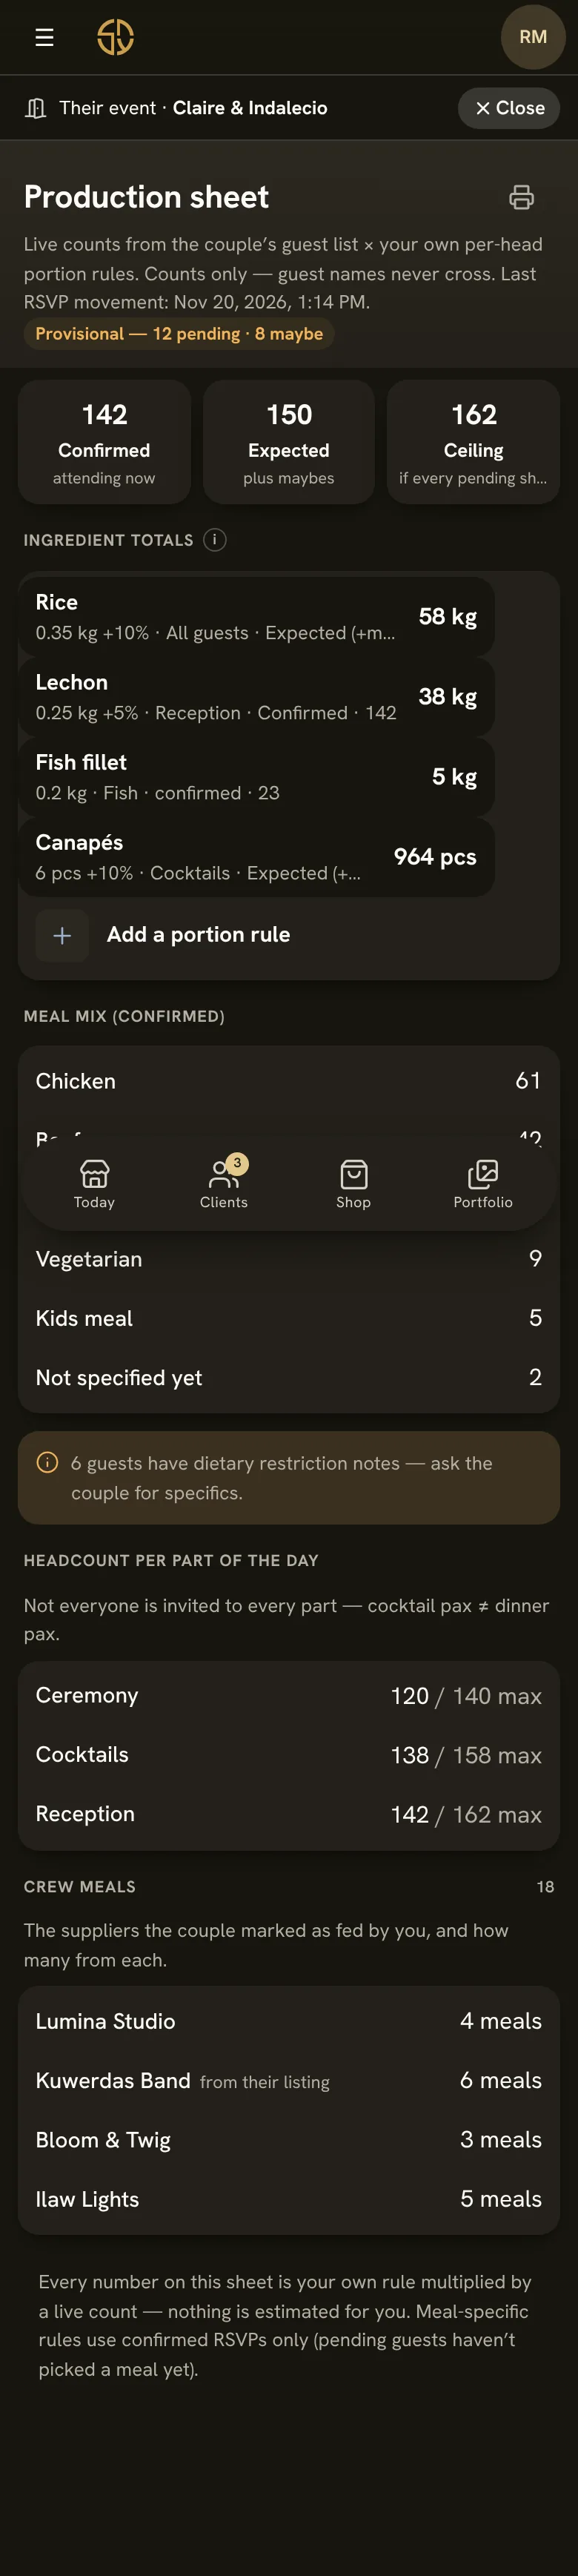 RM
Their event · Claire & Indalecio
Close
Production sheet
Live counts from the couple’s guest list × your own per-head
portion rules. Counts only — guest names never cross. Last
RSVP movement: Nov 20, 2026, 1:14 PM.
Provisional — 12 pending · 8 maybe
142
Confirmed
attending now
150
Expected
plus maybes
162
Ceiling
if every pending sh...
INGREDIENT TOTALS
Rice
0.35 kg +10% · All guests · Expected (+m...
58 kg
Lechon
0.25 kg +5% · Reception · Confirmed · 142
38 kg
Fish fillet
0.2 kg · Fish · confirmed · 23
5 kg
Canapés
6 pcs +10% · Cocktails · Expected (+...
964 pcs
Add a portion rule
MEAL MIX (CONFIRMED)
Chicken 61
3
Today
Clients
Shop
Portfolio
Vegetarian 9
Kids meal 5
Not specified yet 2
6 guests have dietary restriction notes — ask the
couple for specifics.
HEADCOUNT PER PART OF THE DAY
Not everyone is invited to every part — cocktail pax ≠ dinner
pax.
Ceremony 120 / 140 max
Cocktails 138 / 158 max
Reception 142 / 162 max
CREW MEALS 18
The suppliers the couple marked as fed by you, and how
many from each.
Lumina Studio 4 meals
Kuwerdas Band from their listing 6 meals
Bloom & Twig 3 meals
Ilaw Lights 5 meals
Every number on this sheet is your own rule multiplied by
a live count — nothing is estimated for you. Meal-specific
rules use confirmed RSVPs only (pending guests haven’t
picked a meal yet).